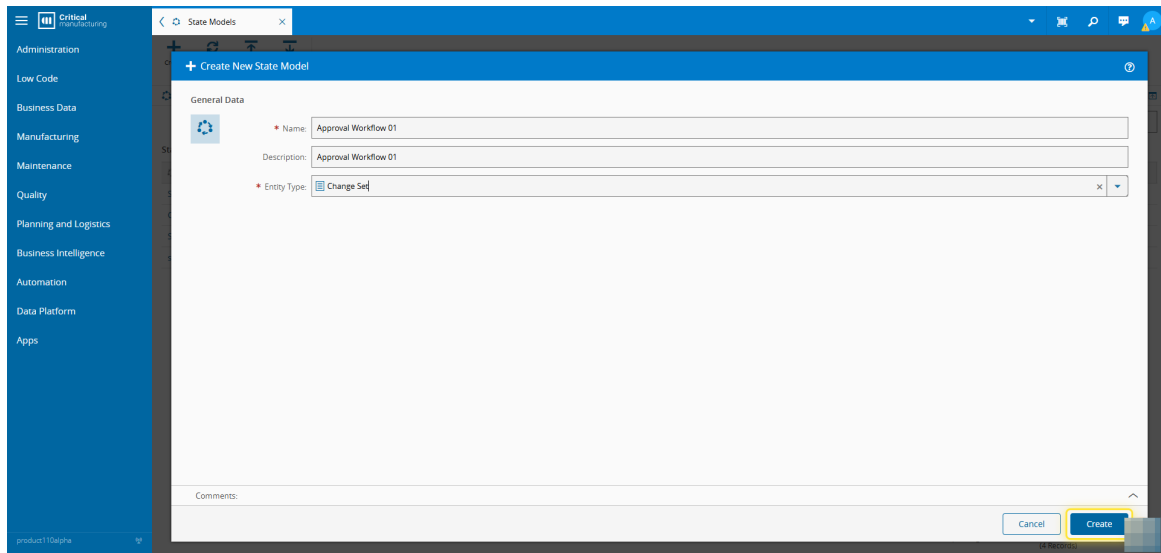 Critical
manufacturing
State Models
A
Administration
Low Code
Business Data
Manufacturing
Maintenance
Quality
Planning and Logistics
Business Intelligence
Automation
Data Platform
Apps
product110alpha
Create New State Model
General Data
* Name: Approval Workflow 01
Description: Approval Workflow 01
* Entity Type: Change Set
Comments:
Cancel
Create